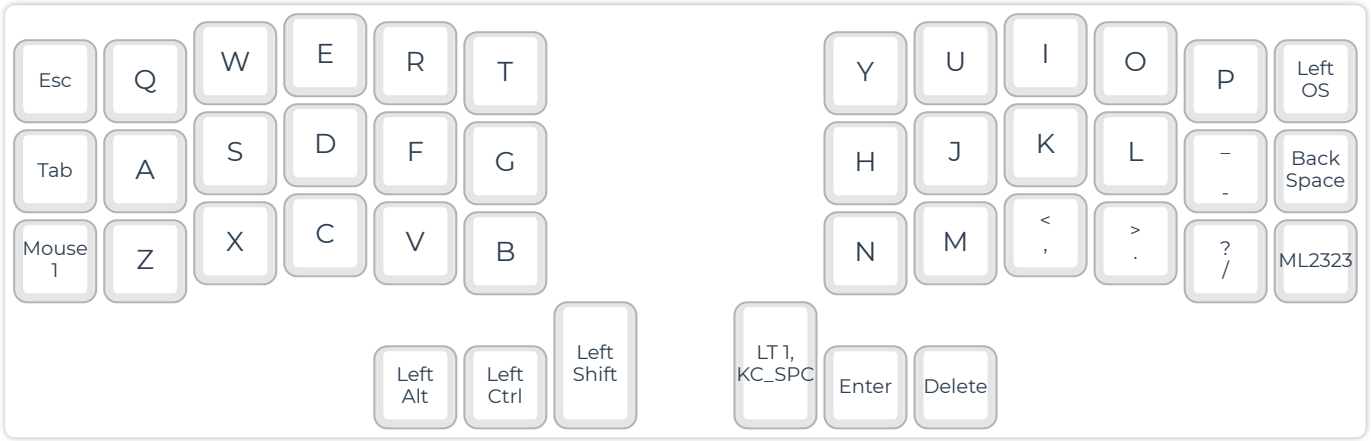 Esc Q W E R T Y U I O P Left
OS
Tab A S D F G H J K L _
- Back
Space
Mouse
1 Z X C V B N M <
, >
. ?
/ ML2323
Left
Alt Left
Ctrl Left
Shift LT 1,
KC_SPC Enter Delete